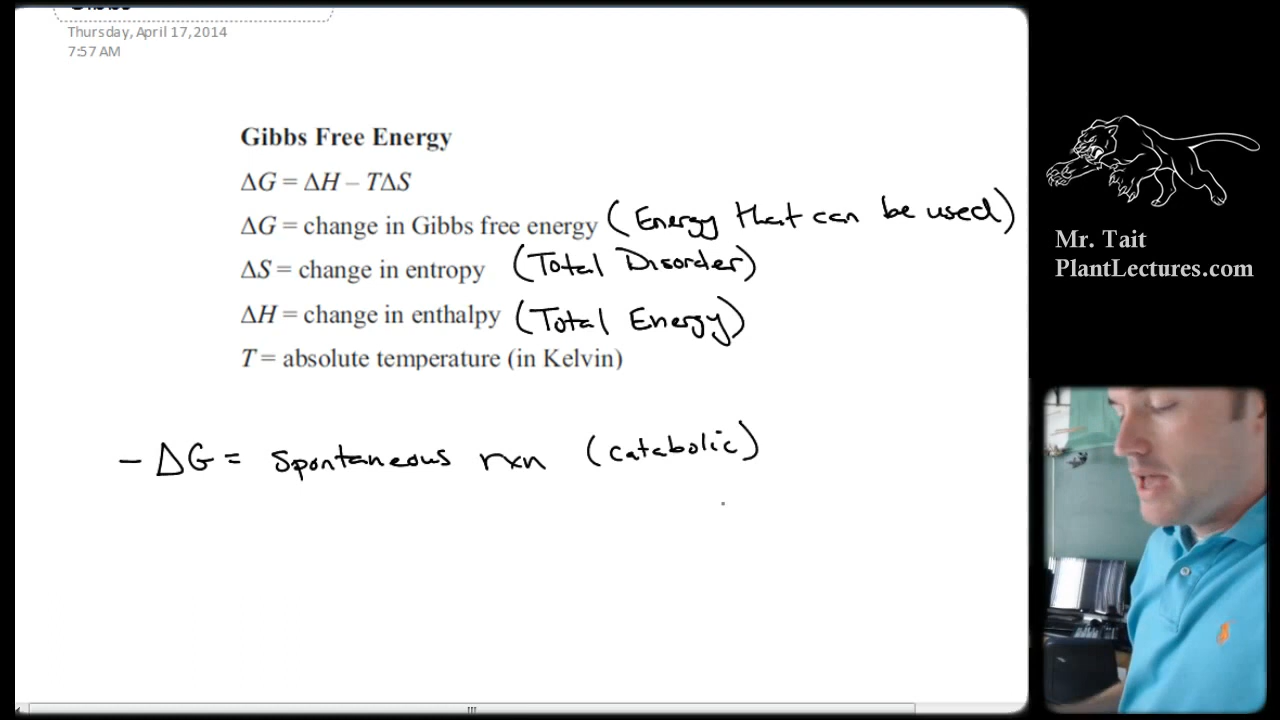 Thursday, April 17, 2014
7:57 AM
Gibbs Free Energy
ΔG = ΔH – TΔS
ΔG = change in Gibbs free energy (Energy that can be used)
ΔS = change in entropy (Total Disorder)
ΔH = change in enthalpy (Total Energy)
T = absolute temperature (in Kelvin)
- ΔG = spontaneous rxn (catabolic)
Mr. Tait
PlantLectures.com